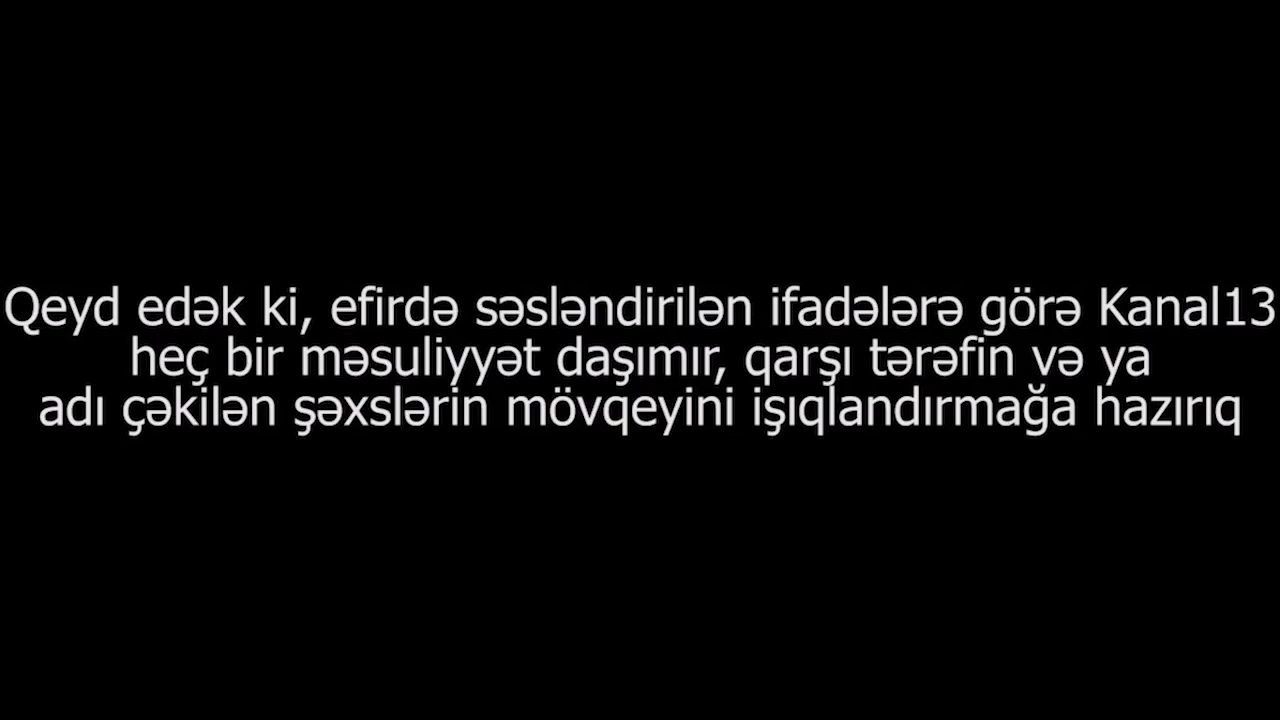 Qeyd edək ki, efirdə səsləndirilən ifadələrə görə Kanal13
heç bir məsuliyyət daşımır, qarşı tərəfin və ya
adı çəkilən şəxslərin mövqeyini işıqlandırmağa hazırıq